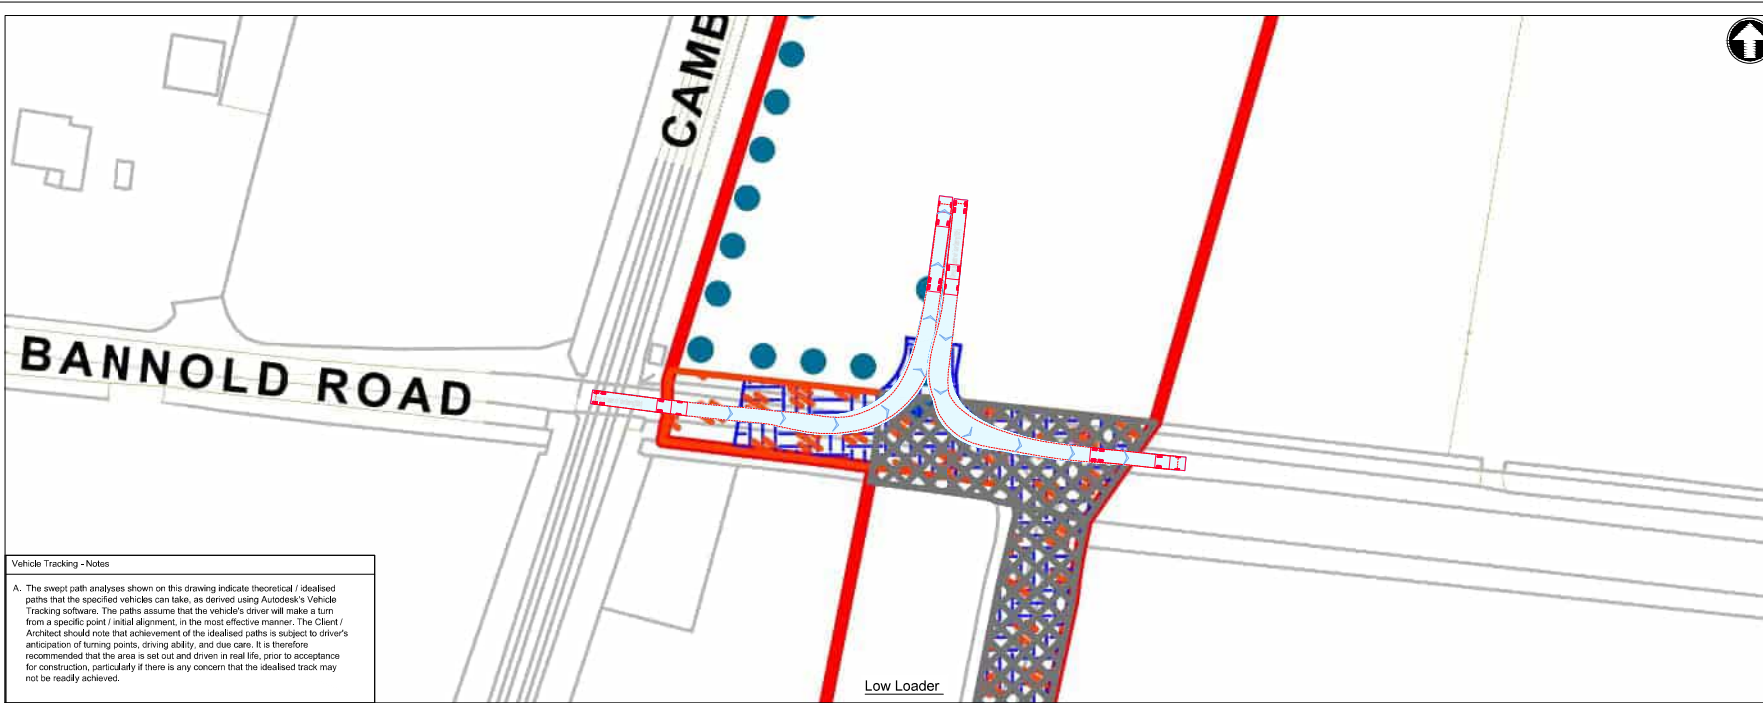 CAMB
BANNOLD ROAD
Vehicle Tracking - Notes
A. The swept path analyses shown on this drawing indicate theoretical / idealised
paths that the specified vehicles can take, as derived using Autodesk's Vehicle
Tracking software. The paths assume that the vehicle's driver will make a turn
from a specific point / initial alignment, in the most effective manner. The Client /
Architect should note that achievement of the idealised paths is subject to driver's
anticipation of turning points, driving ability, and due care. It is therefore
recommended that the area is set out and driven in real life, prior to acceptance
for construction, particularly if there is any concern that the idealised track may
not be readily achieved.
Low Loader